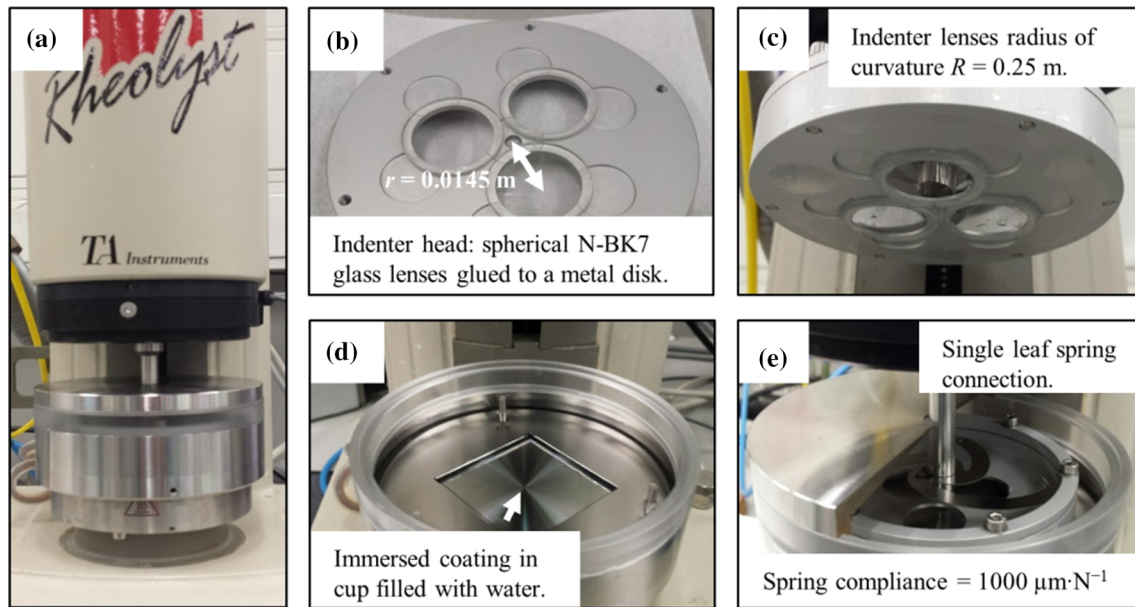 (a)
Rheolyst
TA Instruments
(b)
r = 0.0145 m
Indenter head: spherical N-BK7
glass lenses glued to a metal disk.
(c)
Indenter lenses radius of
curvature R = 0.25 m.
(d)
Immersed coating in
cup filled with water.
(e)
Single leaf spring
connection.
Spring compliance = 1000 μm·N⁻¹